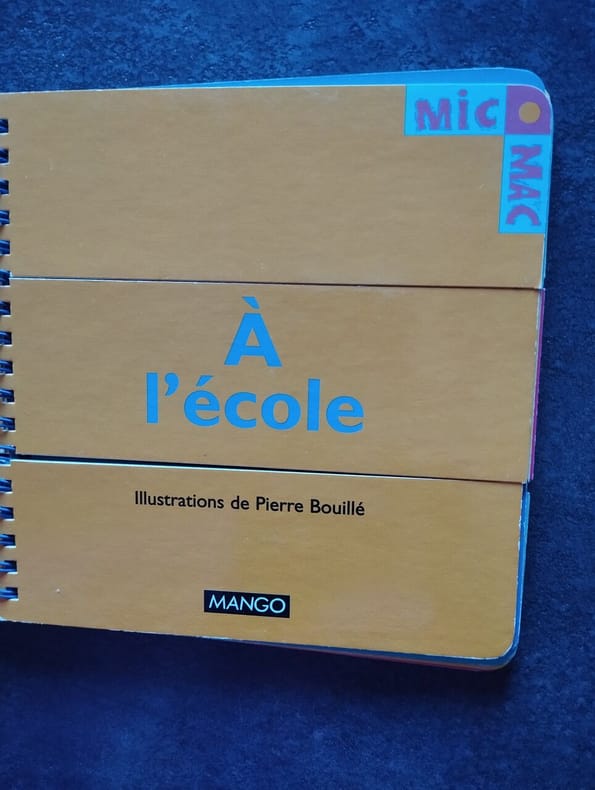 MIC
MAC
À
l'école
Illustrations de Pierre Bouillé
MANGO